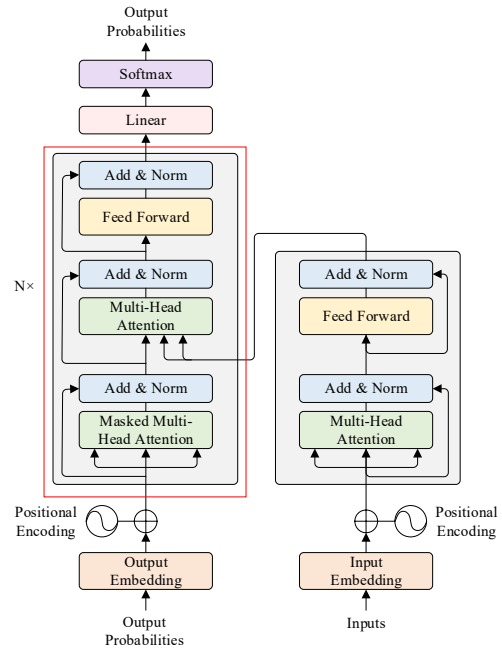 Output
Probabilities
Softmax
Linear
Add & Norm
Feed Forward
Add & Norm
Multi-Head
Attention
N×
Add & Norm
Masked Multi-
Head Attention
Positional
Encoding
Output
Embedding
Output
Probabilities
Add & Norm
Feed Forward
Add & Norm
Multi-Head
Attention
Positional
Encoding
Input
Embedding
Inputs